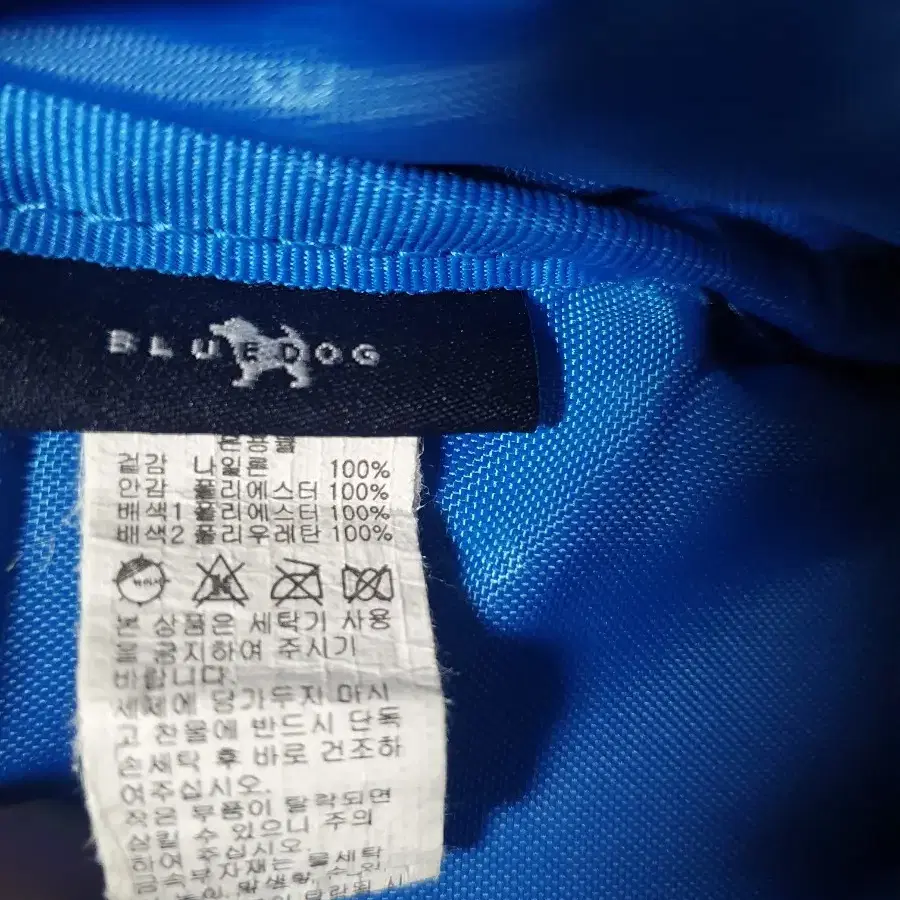 BLUEDOG
겉감 나일론 100%
안감 폴리에스터 100%
배색1 폴리에스터 100%
배색2 폴리우레탄 100%
본 상품은 세탁기 사용
을 금지하여 주시기
바랍니다.
세제에 담가두지 마시
고 찬물에 반드시 단독
손세탁 후 바로 건조하
여주십시오.
작은 부품이 탈락되면
삼킬 수 있으니 주의
하여 주십시오.
금속부자재는 물세탁